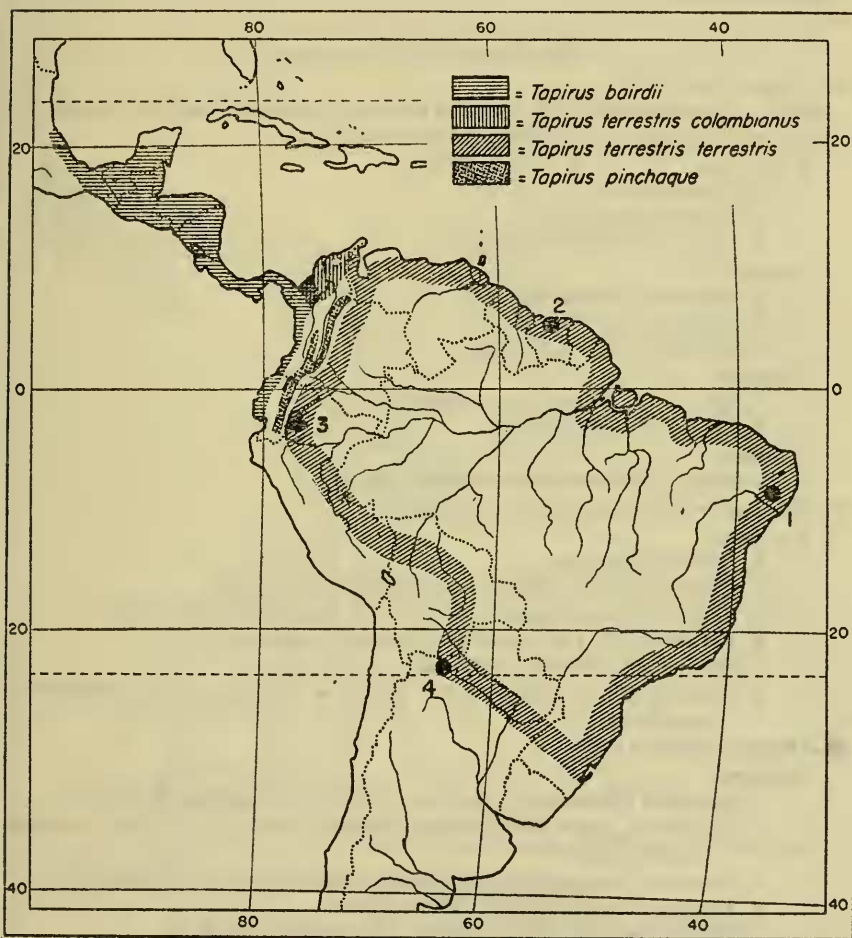 80 60 40
= Tapirus bairdii
= Tapirus terrestris colombianus
20 20
= Tapirus terrestris terrestris
= Tapirus pinchaque
2
0 0
3
1
20 20
4
40 40
80 60 40